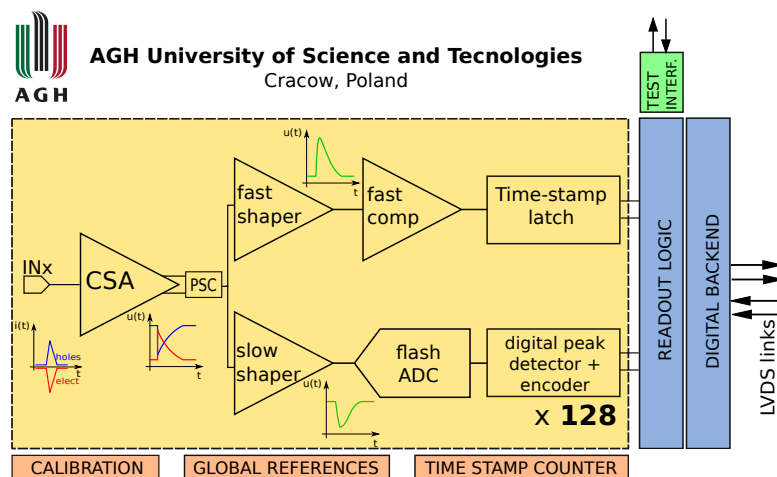 AGH
AGH University of Science and Tecnologies
Cracow, Poland
TEST
INTERF.
u(t)
t
fast
shaper
fast
comp
Time-stamp
latch
INx
CSA
PSC
i(t)
holes
elect
t
u(t)
t
slow
shaper
u(t)
t
flash
ADC
digital peak
detector +
encoder
x 128
READOUT LOGIC
DIGITAL BACKEND
LVDS links
CALIBRATION
GLOBAL REFERENCES
TIME STAMP COUNTER